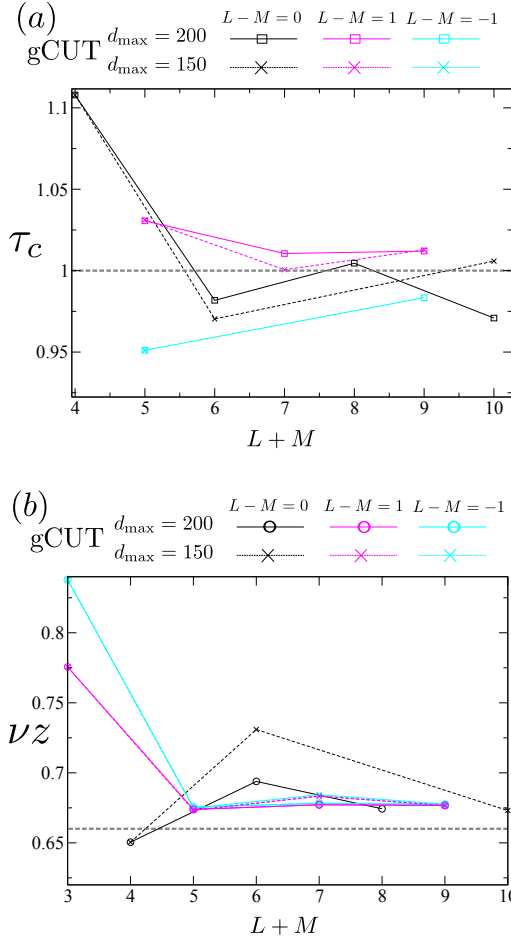 (a)
L − M = 0 L − M = 1 L − M = −1
gCUT
d_max = 200
d_max = 150
1.1
1.05
τ_c
1
0.95
4 5 6 7 8 9 10
L + M
(b)
L − M = 0 L − M = 1 L − M = −1
gCUT
d_max = 200
d_max = 150
0.8
0.75
νz
0.7
0.65
3 4 5 6 7 8 9 10
L + M